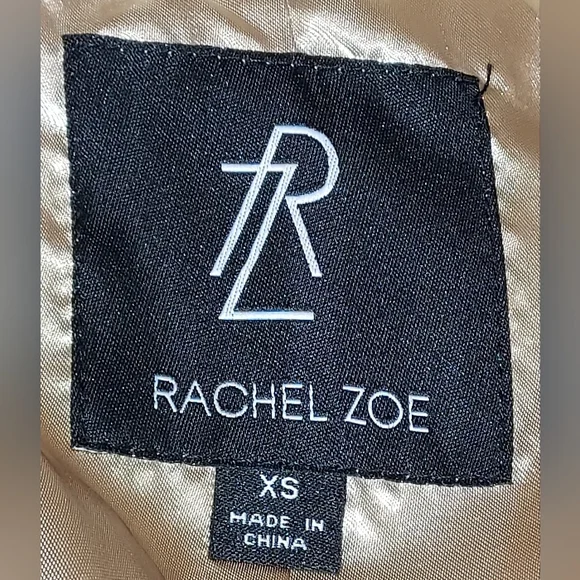 RZ
RACHEL ZOE
XS
MADE IN
CHINA